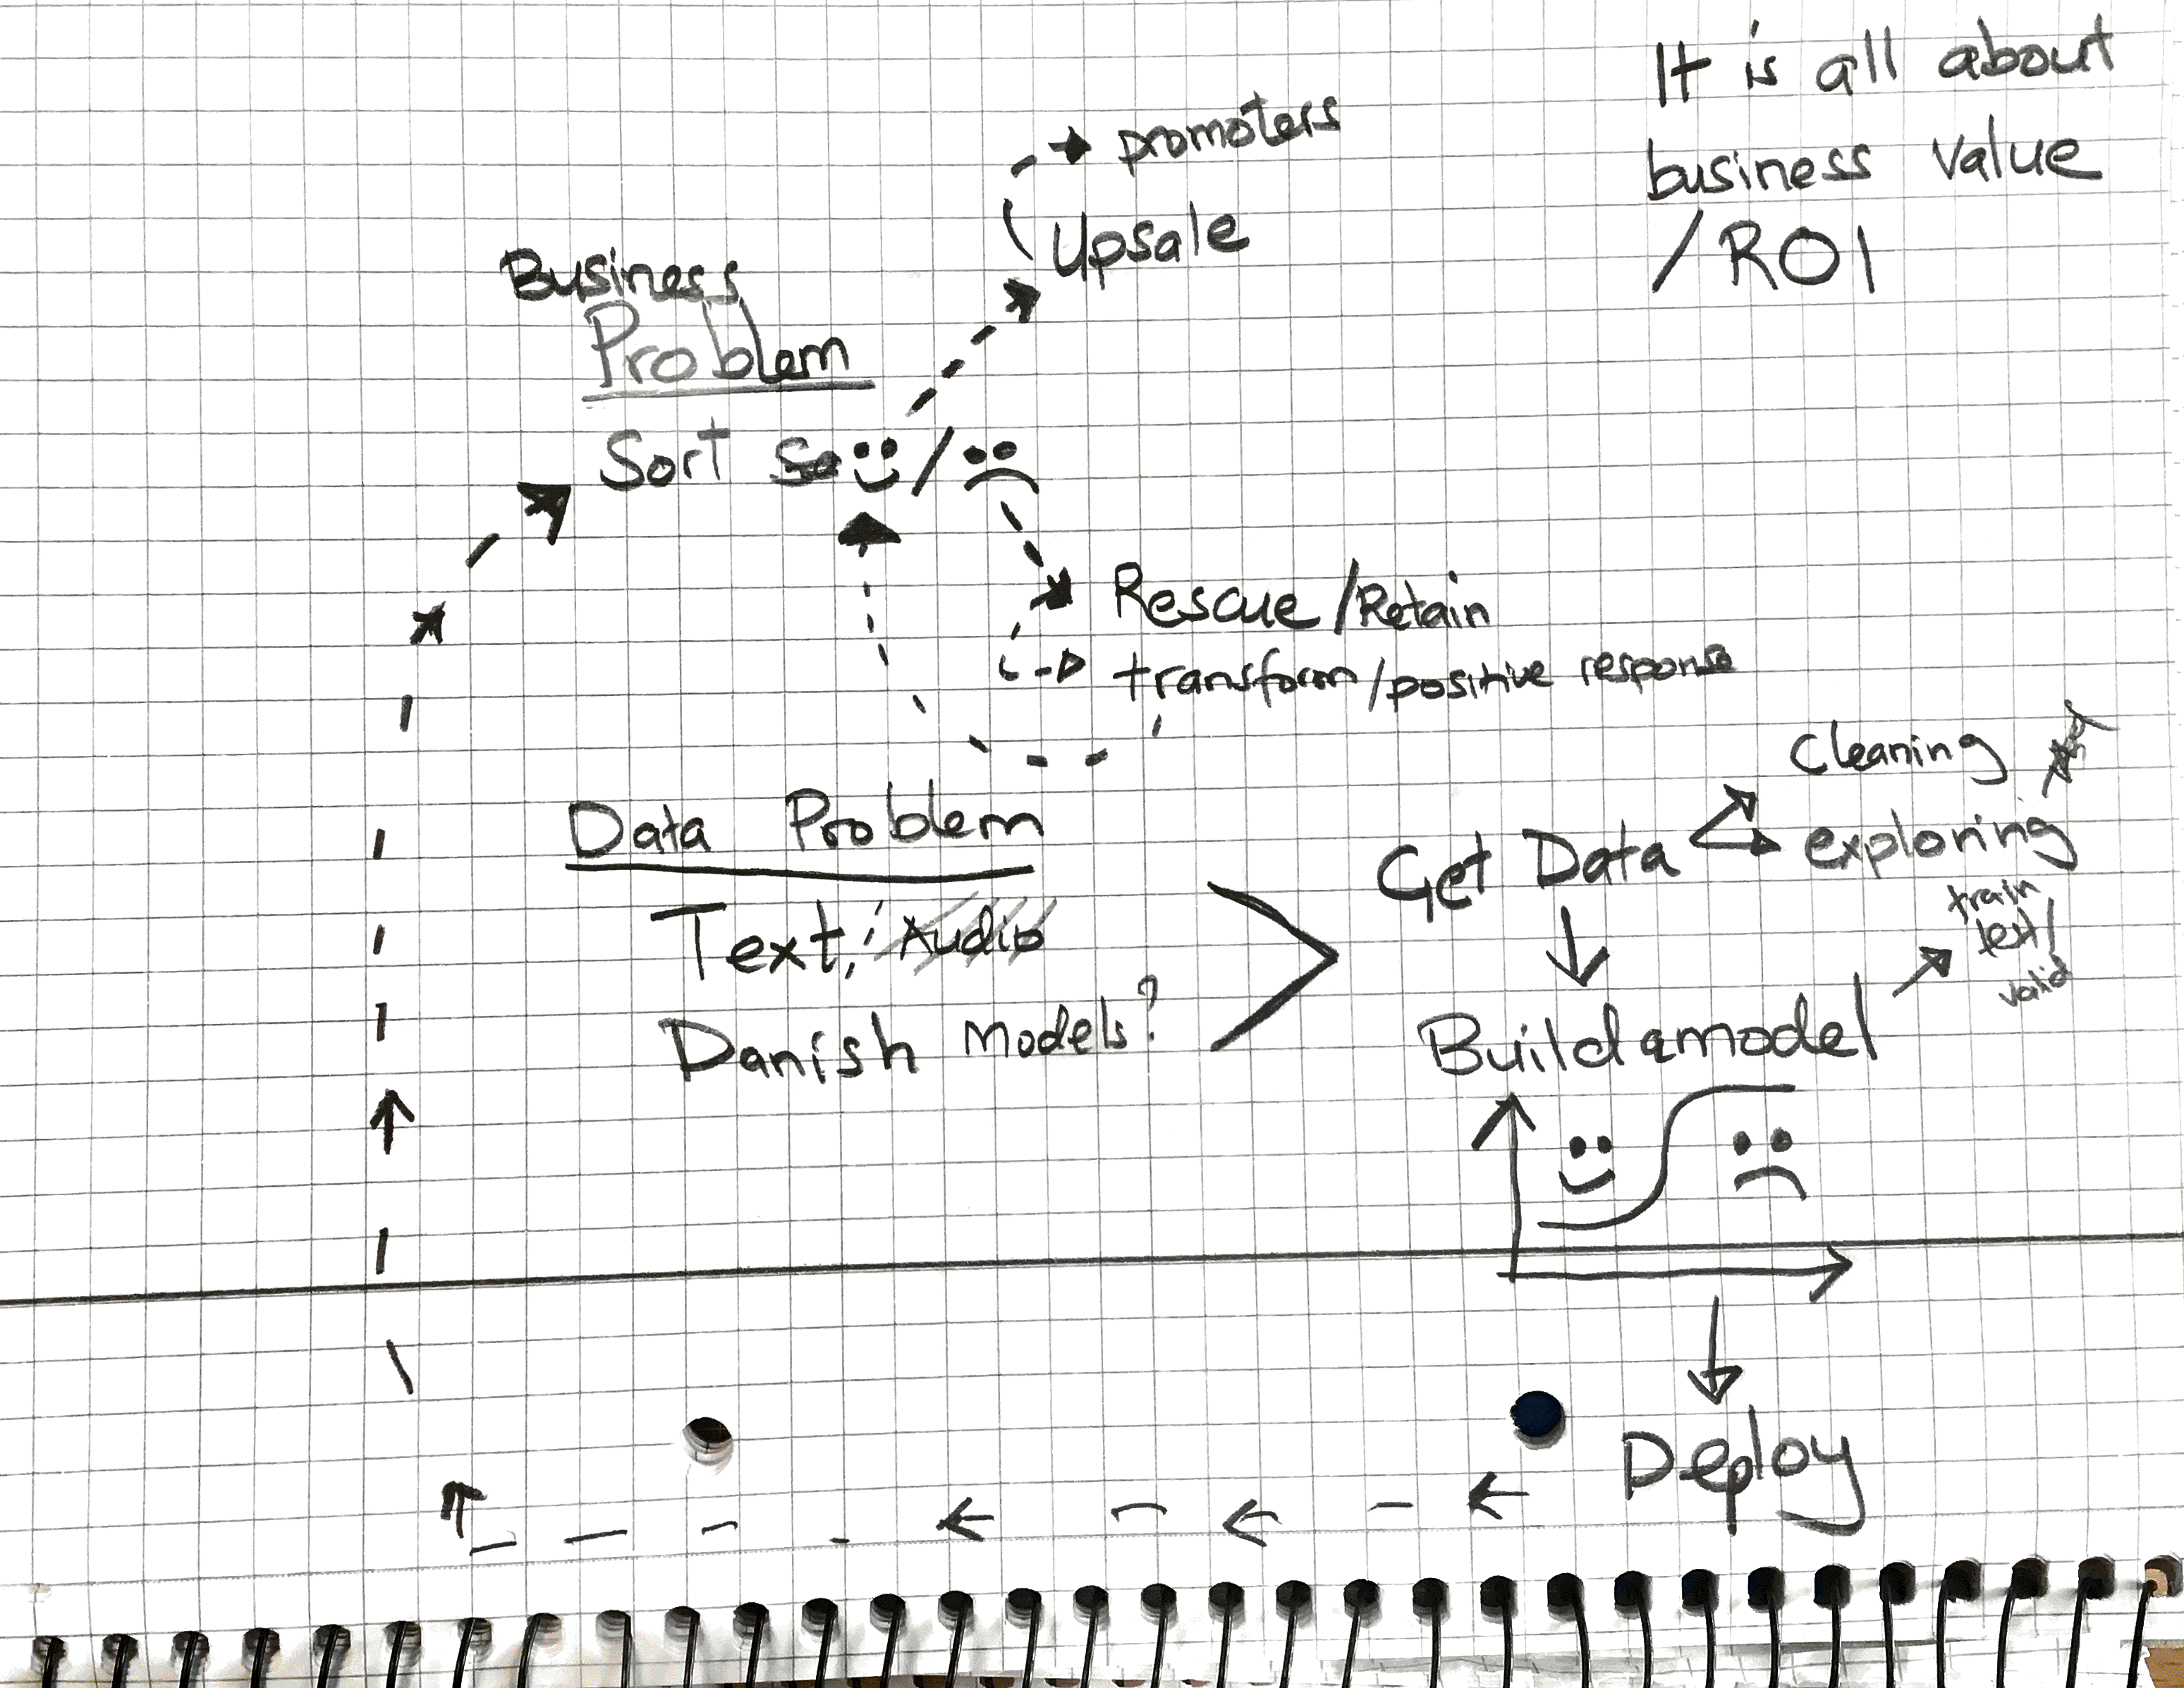 It is all about
business value
/ROI
promoters
Upsale
Business
Problem
Sort /
Rescue/Retain
transform/positive response
Data Problem
Text, Audio
Danish Models?
Get Data
Cleaning
exploring
Build a model
train
test/
valid
Deploy